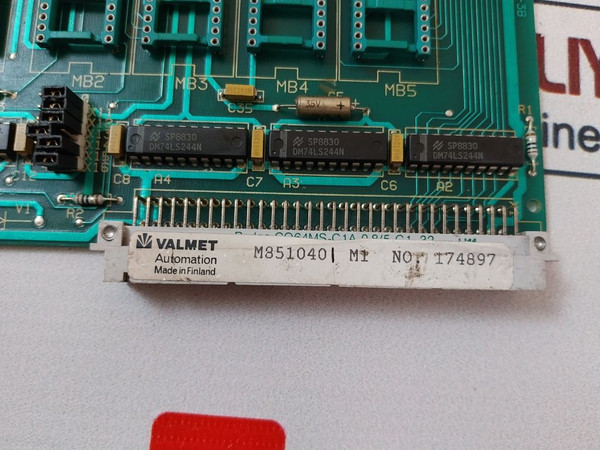 MB2
MB3
MB4
MB5
C35
35V +
R1
SP8830
DM74LS244N
SP8830
DM74LS244N
SP8830
DM74LS244N
C8
A4
C7
A3
C6
A2
V1
R2
VALMET
Automation
Made in Finland
M851040 M1 NO. 174897